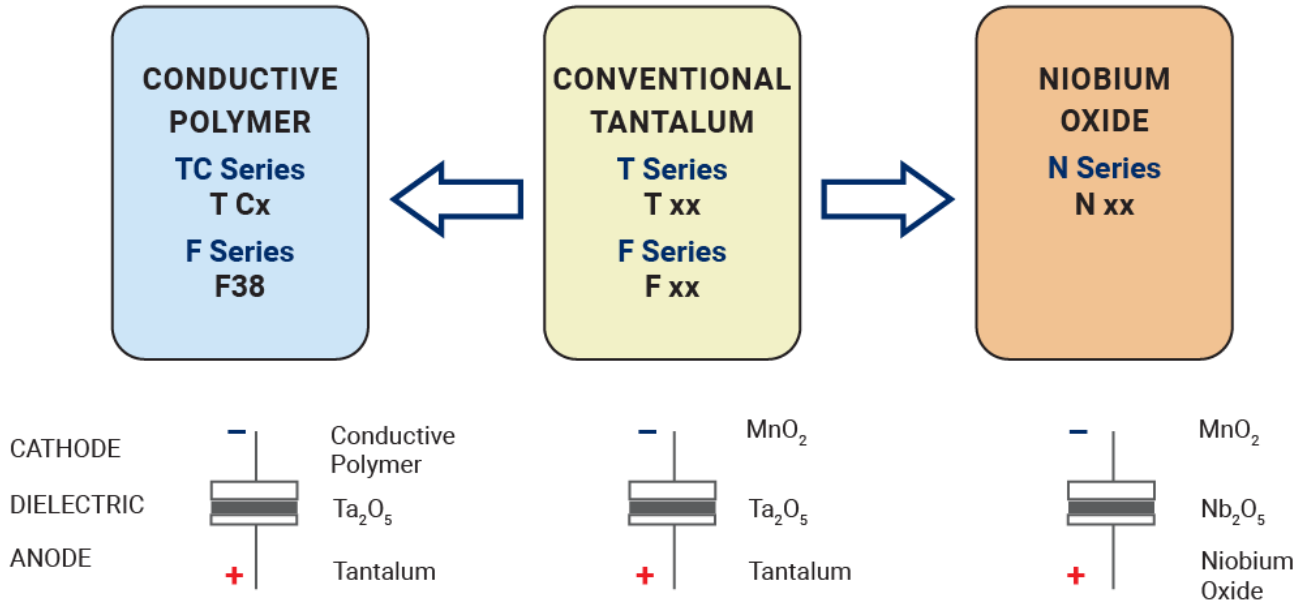 CONDUCTIVE
POLYMER
TC Series
T Cx
F Series
F38
CONVENTIONAL
TANTALUM
T Series
T xx
F Series
F xx
NIOBIUM
OXIDE
N Series
N xx
CATHODE
− Conductive
Polymer
− MnO₂
− MnO₂
DIELECTRIC
Ta₂O₅
Ta₂O₅
Nb₂O₅
ANODE
+ Tantalum
+ Tantalum
+ Niobium
Oxide